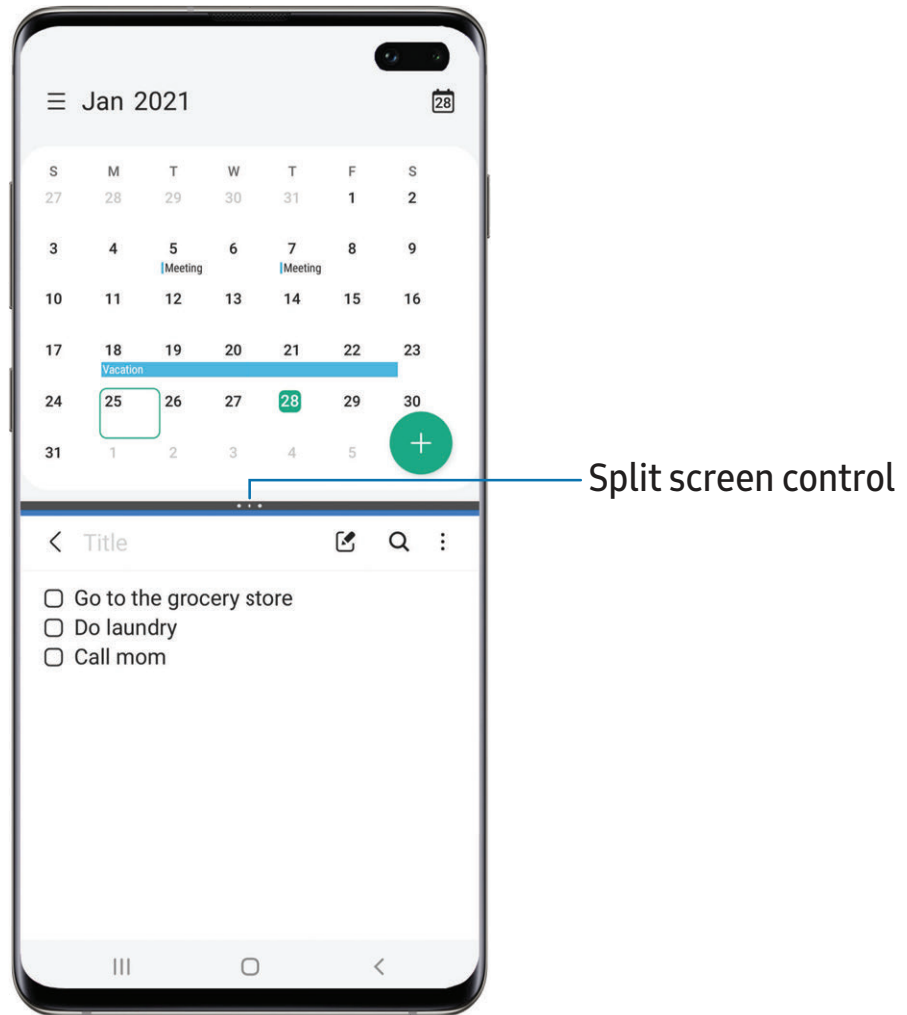 Jan 2021
28
S M T W T F S
27 28 29 30 31 1 2
3 4 5 6 7 8 9
Meeting Meeting
10 11 12 13 14 15 16
17 18 19 20 21 22 23
Vacation
24 25 26 27 28 29 30
31 1 2 3 4 5
Split screen control
Title
Go to the grocery store
Do laundry
Call mom